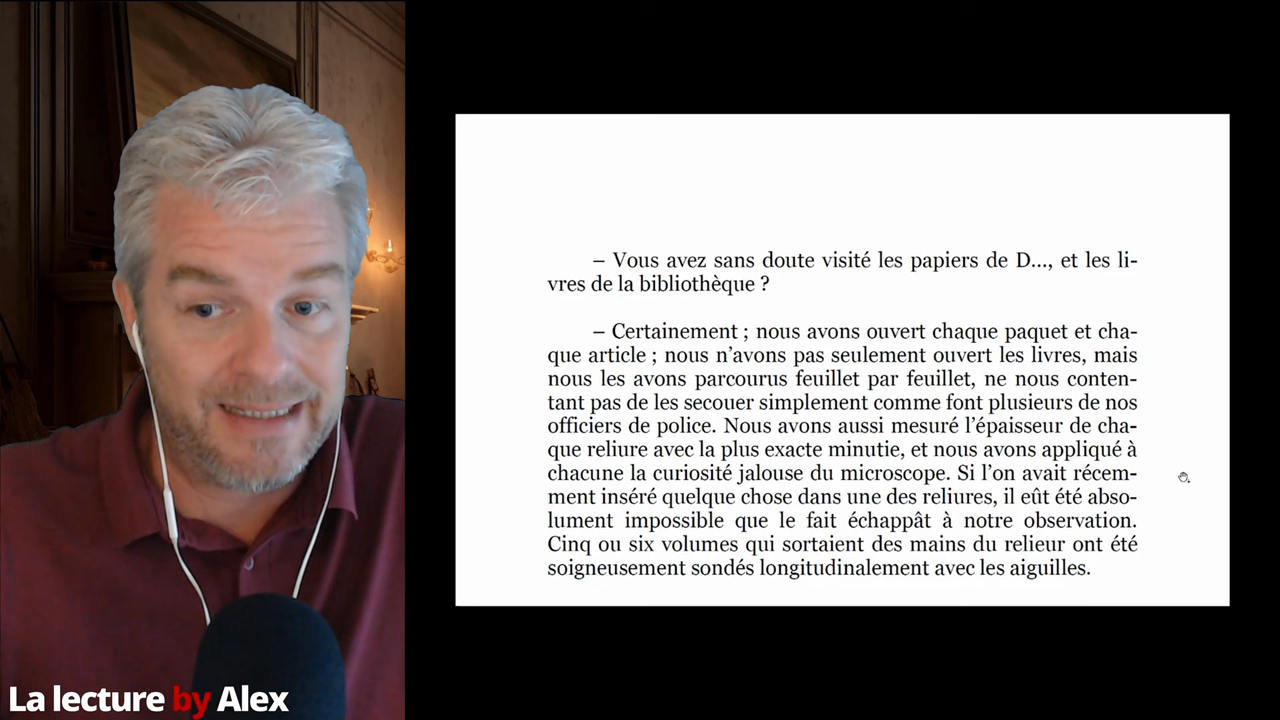 – Vous avez sans doute visité les papiers de D..., et les li-
vres de la bibliothèque ?
– Certainement ; nous avons ouvert chaque paquet et cha-
que article ; nous n’avons pas seulement ouvert les livres, mais
nous les avons parcourus feuillet par feuillet, ne nous conten-
tant pas de les secouer simplement comme font plusieurs de nos
officiers de police. Nous avons aussi mesuré l’épaisseur de cha-
que reliure avec la plus exacte minutie, et nous avons appliqué à
chacune la curiosité jalouse du microscope. Si l’on avait récem-
ment inséré quelque chose dans une des reliures, il eût été abso-
lument impossible que le fait échappât à notre observation.
Cinq ou six volumes qui sortaient des mains du relieur ont été
soigneusement sondés longitudinalement avec les aiguilles.
La lecture by Alex